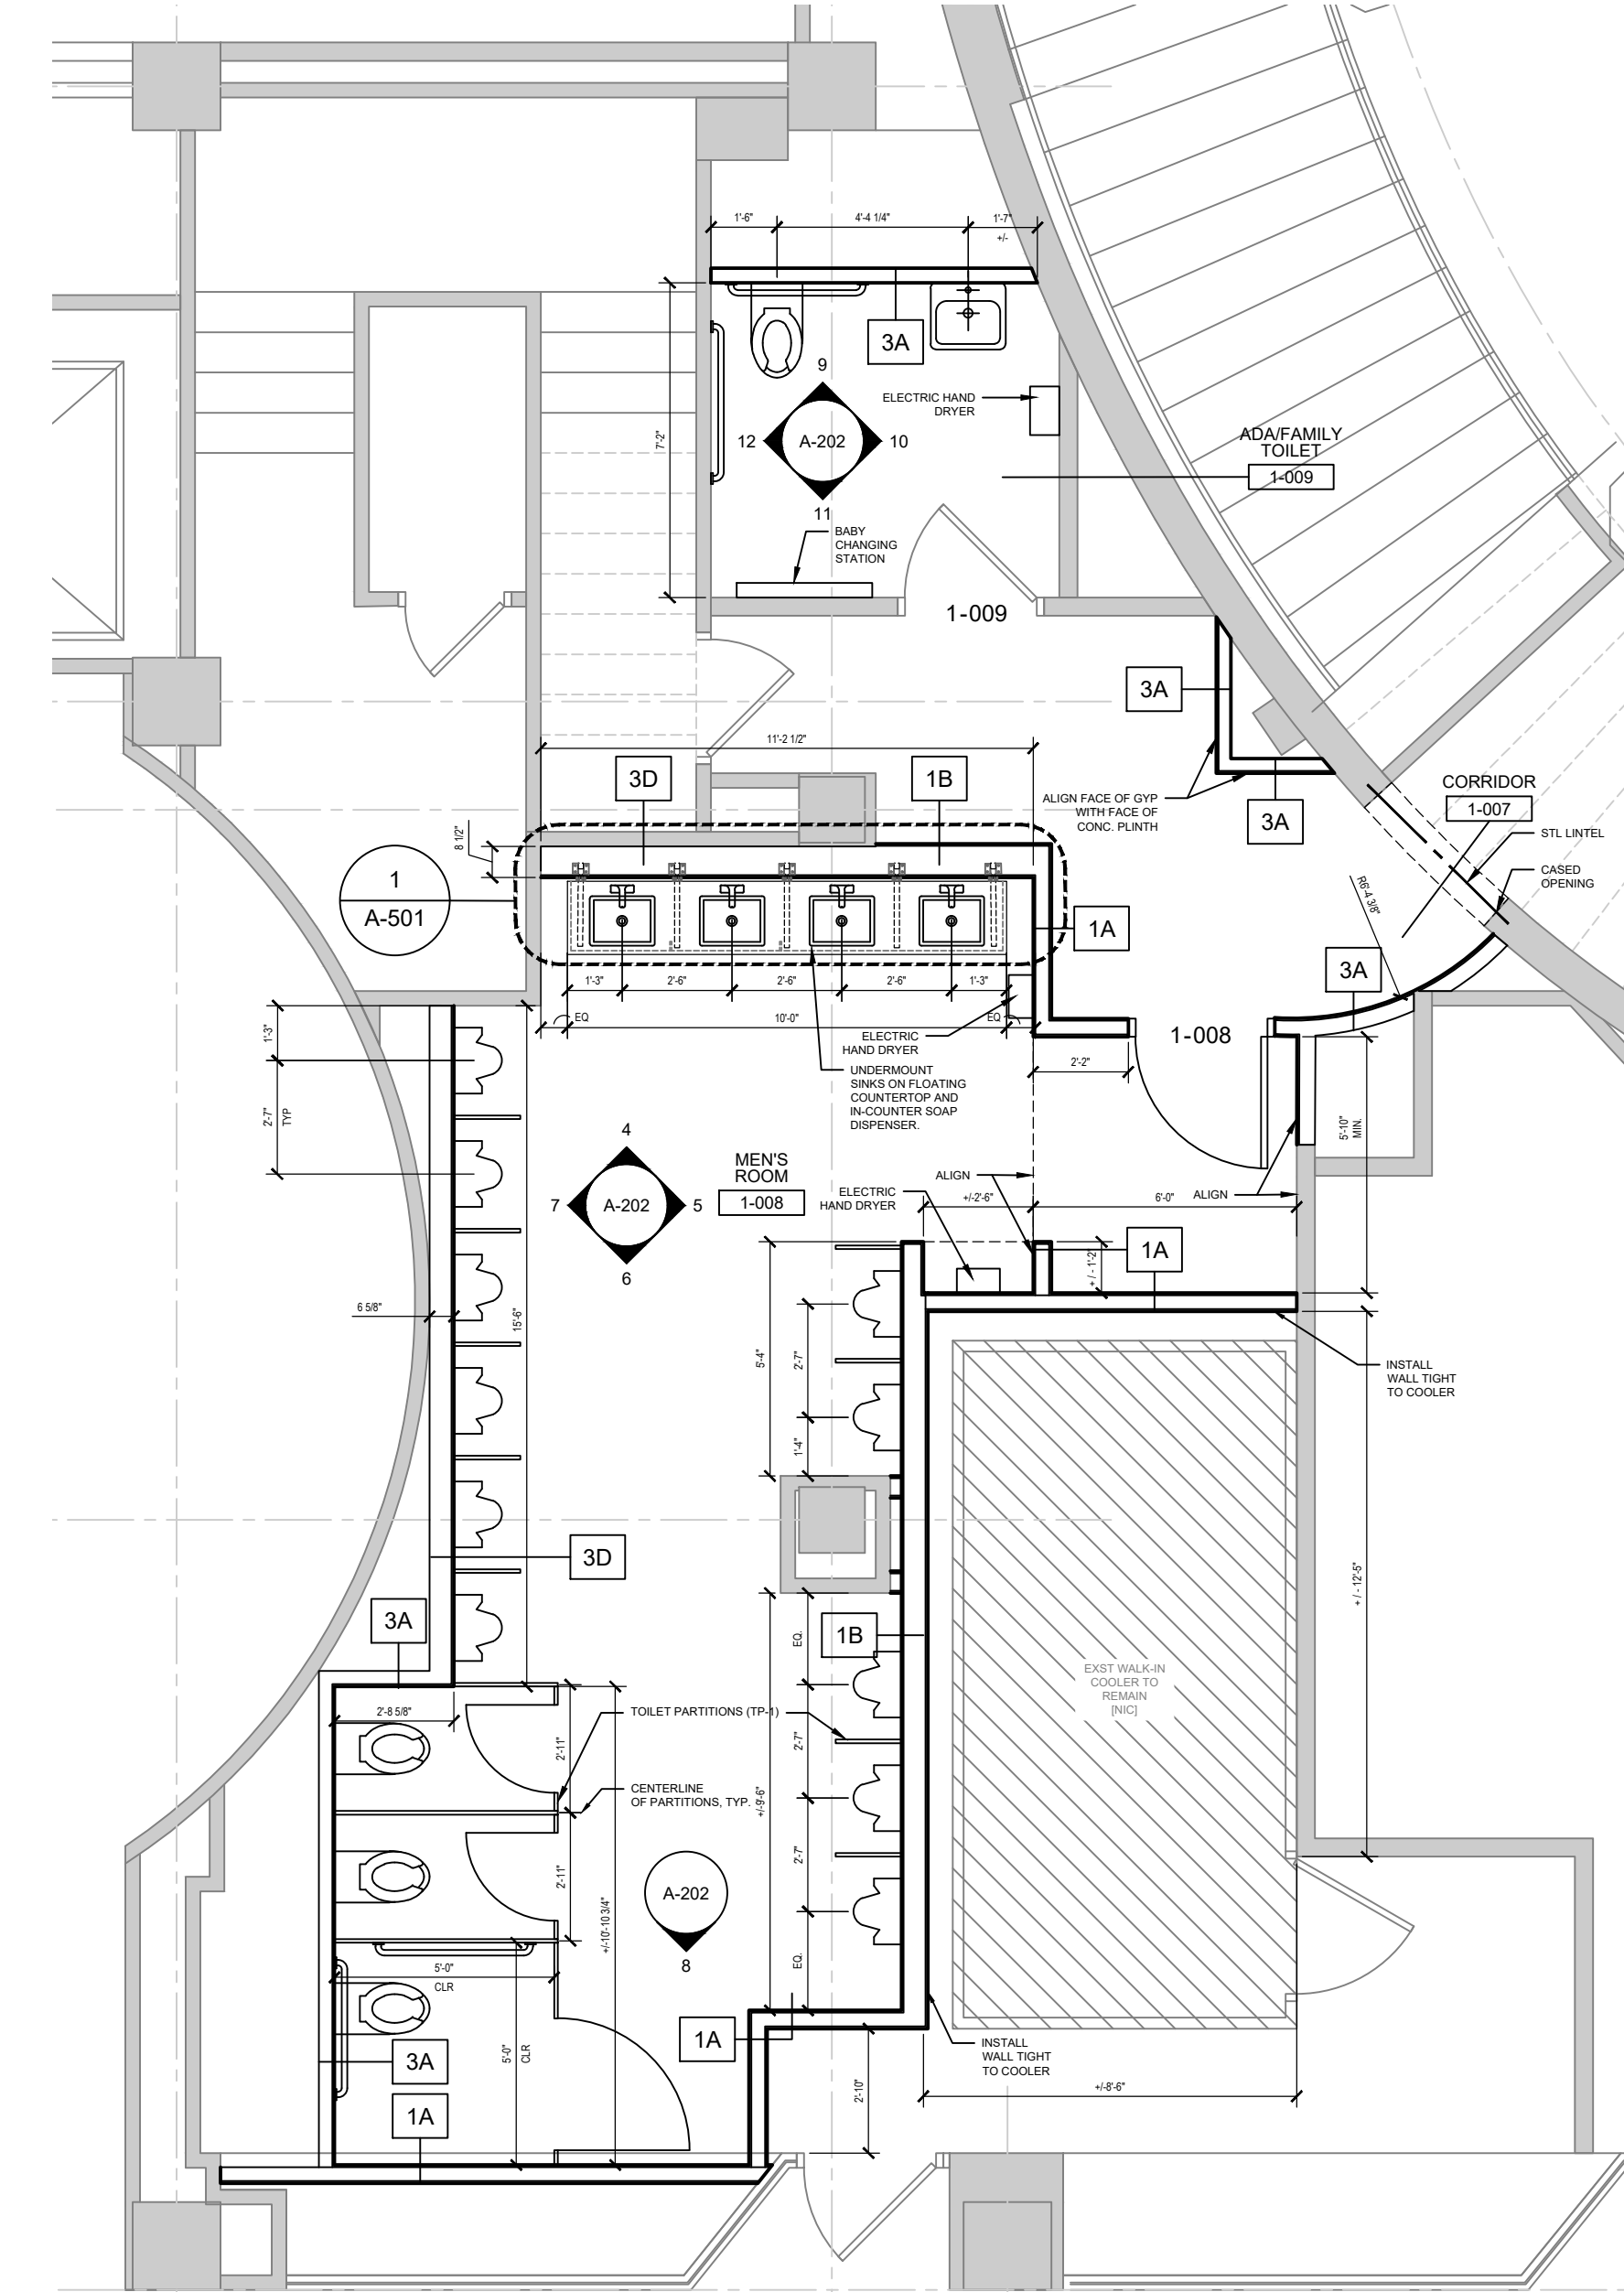 1'-6"
4'-4 1/4"
1'-7"
+/-
3A
9
ELECTRIC HAND
DRYER
12
A-202
10
7'-2"
ADA/FAMILY
TOILET
1-009
11
BABY
CHANGING
STATION
1-009
3A
11'-2 1/2"
3D
1B
ALIGN FACE OF GYP
WITH FACE OF
CONC. PLINTH
3A
CORRIDOR
1-007
STL LINTEL
8 1/2"
1
A-501
CASED
OPENING
R6'-4 3/8"
1A
3A
1'-3"
2'-6"
2'-6"
2'-6"
1'-3"
EQ
10'-0"
EQ
1'-3"
ELECTRIC
HAND DRYER
1-008
2'-2"
UNDERMOUNT
SINKS ON FLOATING
COUNTERTOP AND
IN-COUNTER SOAP
DISPENSER.
2'-7"
TYP
5'-10"
MIN.
4
7
A-202
5
6
MEN'S
ROOM
1-008
ALIGN
ELECTRIC
HAND DRYER
+/-2'-6"
6'-0"
ALIGN
1A
+ / - 1'-2"
6 5/8"
15'-6"
5'-4"
2'-7"
1'-4"
INSTALL
WALL TIGHT
TO COOLER
3D
+ / - 12'-5"
3A
EQ.
1B
EXST WALK-IN
COOLER TO
REMAIN
[NIC]
2'-8 5/8"
TOILET PARTITIONS (TP-1)
2'-11"
2'-7"
CENTERLINE
OF PARTITIONS, TYP.
+/-9'-6"
2'-11"
2'-7"
A-202
8
+/-10'-10 3/4"
EQ.
5'-0"
CLR
1A
3A
5'-0"
CLR
INSTALL
WALL TIGHT
TO COOLER
2'-10"
+/-8'-6"
1A